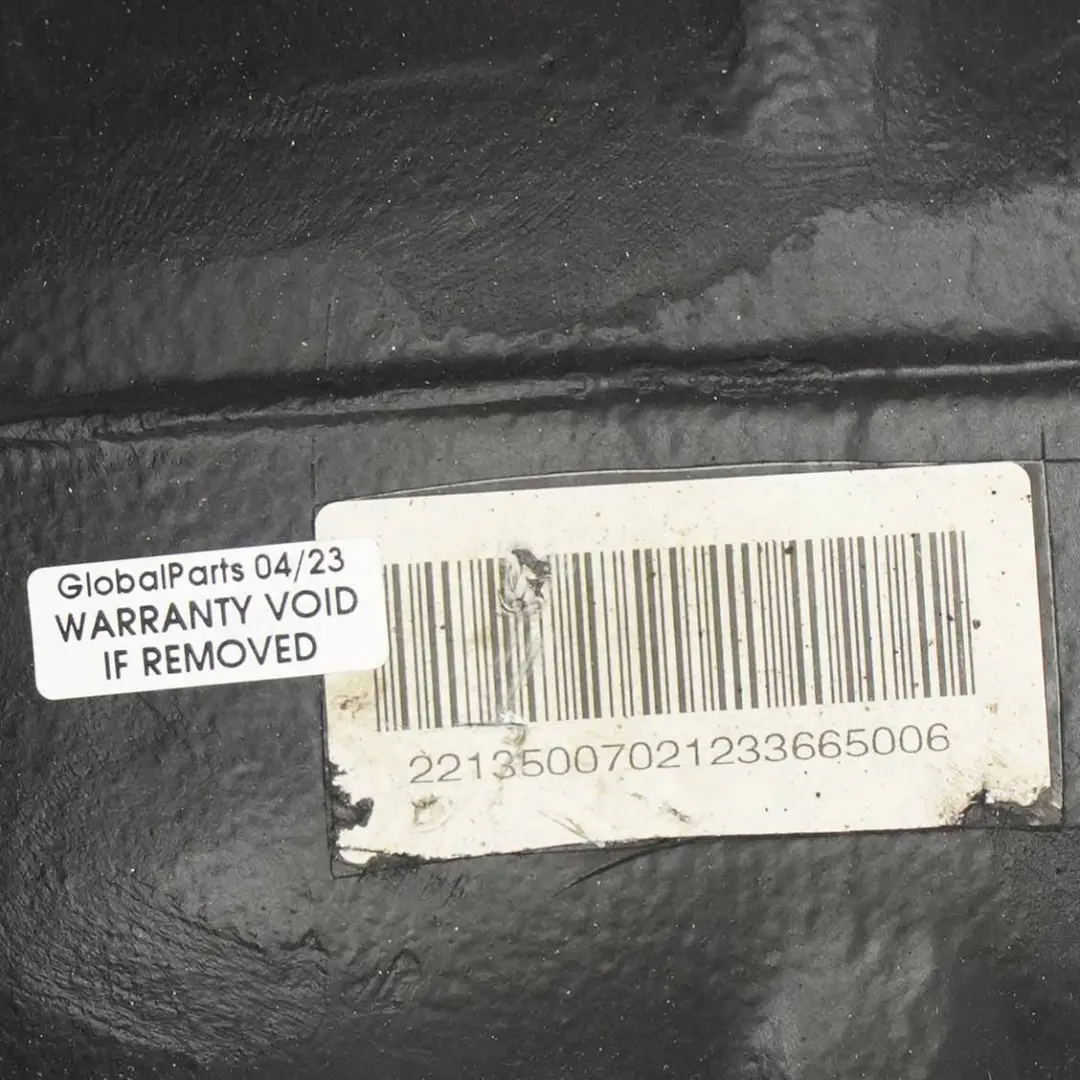 GlobalParts 04/23
WARRANTY VOID
IF REMOVED
22135007021233665006